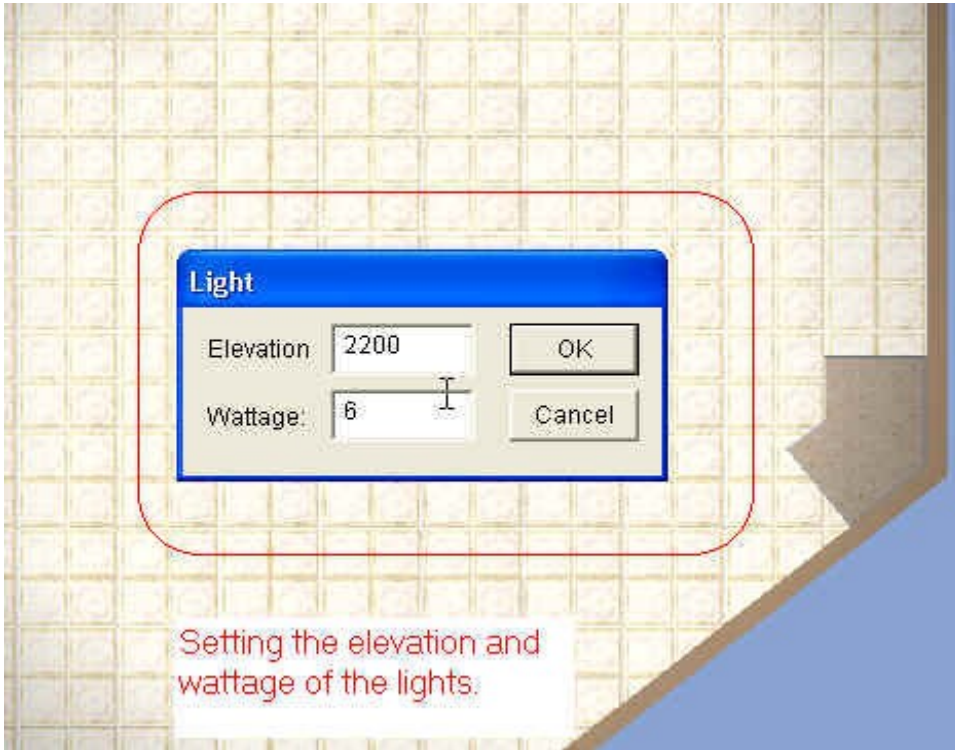 Light
Elevation 2200 OK
Wattage: 6 Cancel
Setting the elevation and
wattage of the lights.